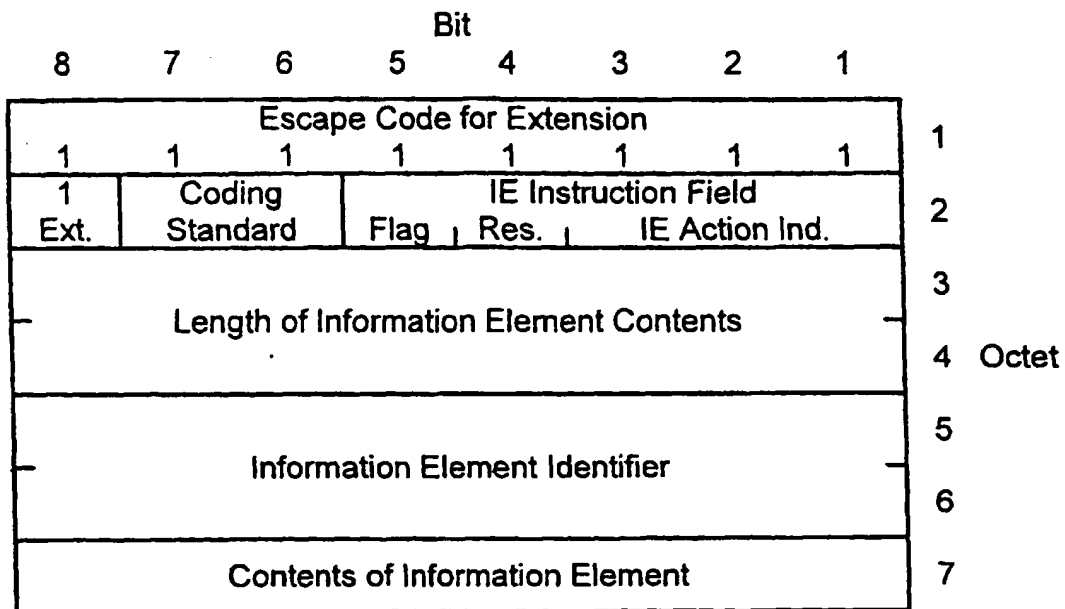 Bit
8 7 6 5 4 3 2 1
Escape Code for Extension
1 1 1 1 1 1 1 1
1
1 Coding IE Instruction Field
Ext. Standard Flag Res. IE Action Ind.
2
3
Length of Information Element Contents
4 Octet
5
Information Element Identifier
6
Contents of Information Element 7